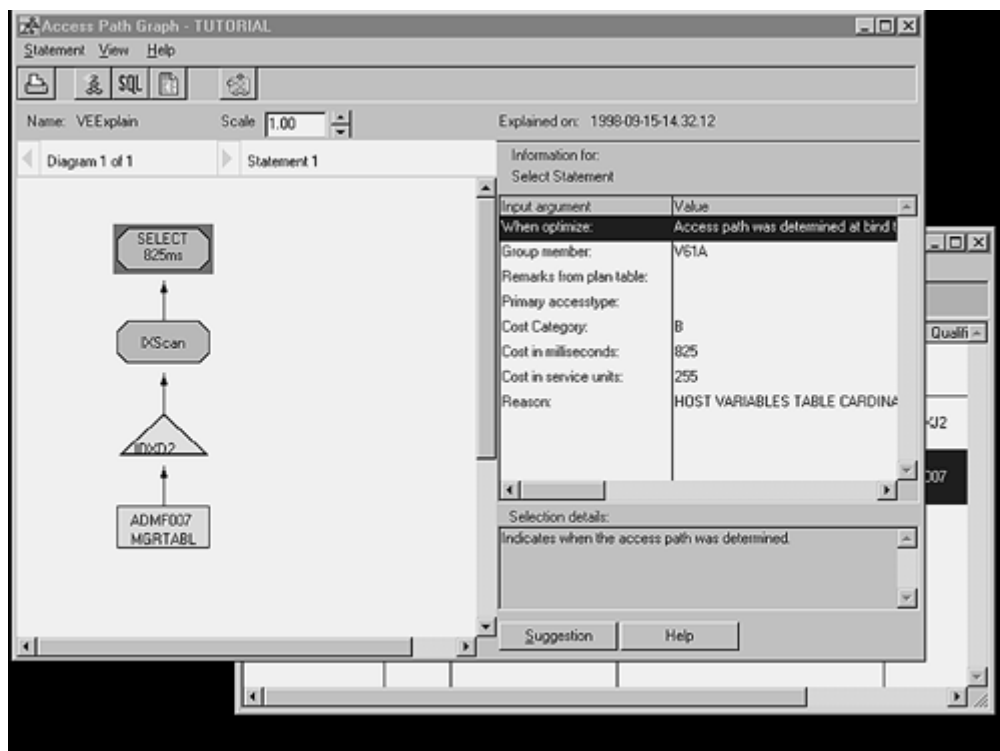 Access Path Graph - TUTORIAL
Statement View Help
SQL
Name: VEExplain Scale 1.00 Explained on: 1998-09-15-14.32.12
Diagram 1 of 1 Statement 1
Information for:
Select Statement
Input argument Value
When optimize: Access path was determined at bind t
Group member: V61A
Remarks from plan table:
Primary accesstype:
Cost Category: B
Cost in milliseconds: 825
Cost in service units: 255
Reason: HOST VARIABLES TABLE CARDINA
SELECT
825ms
IXScan
IDXD2
ADMF007
MGRTABL
Selection details:
Indicates when the access path was determined.
Suggestion Help
Qualifi
XJ2
007